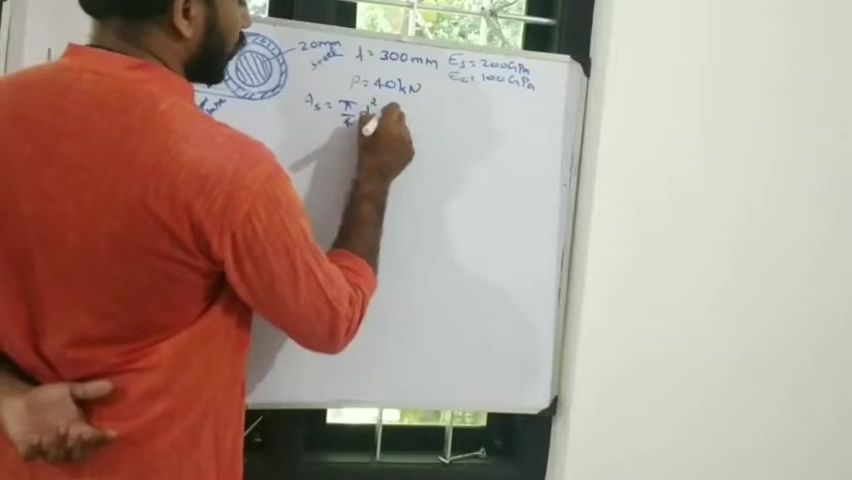 20mm l = 300mm Es = 200GPa
steel Ec = 100GPa
P = 40kN
As = π/4 d²